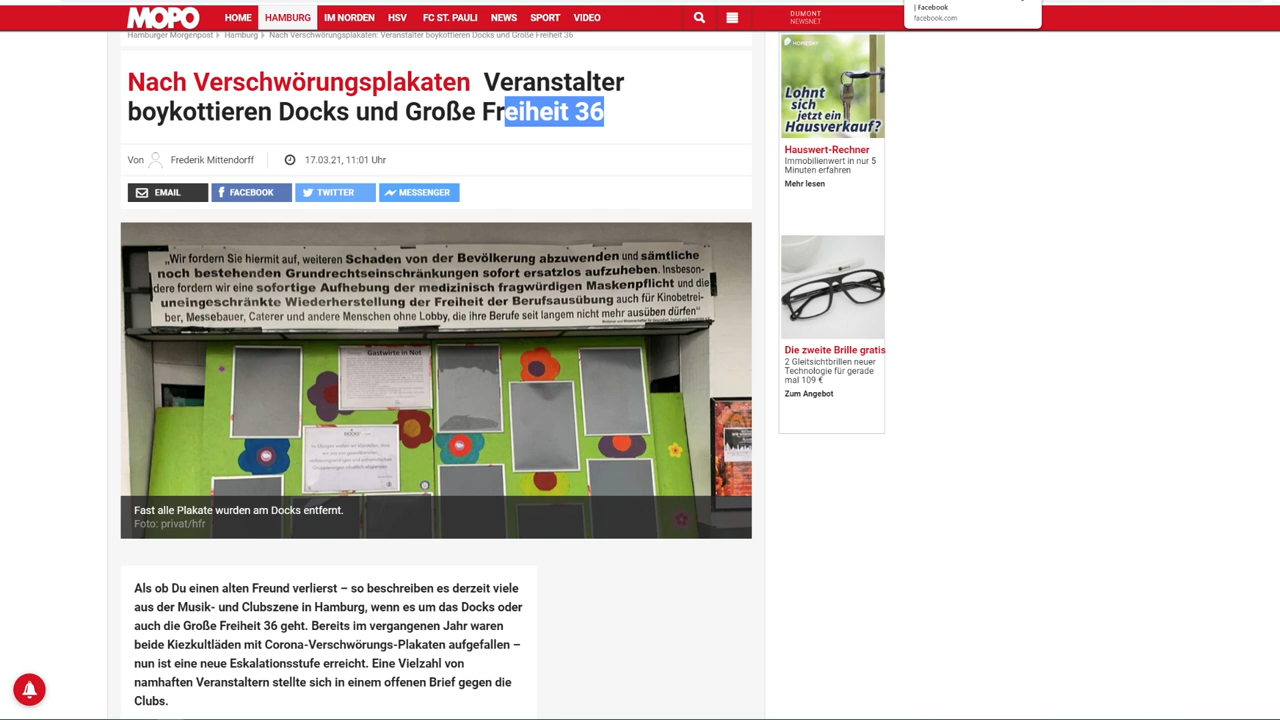 | Facebook
facebook.com
MOPO
HOME HAMBURG IM NORDEN HSV FC ST. PAULI NEWS SPORT VIDEO
DUMONT
NEWSNET
Hamburger Morgenpost Hamburg Nach Verschwörungsplakaten: Veranstalter boykottieren Docks und Große Freiheit 36
Nach Verschwörungsplakaten Veranstalter
boykottieren Docks und Große Freiheit 36
Von Frederik Mittendorff 17.03.21, 11:01 Uhr
EMAIL FACEBOOK TWITTER MESSENGER
„Wir fordern Sie hiermit auf, weiteren Schaden von der Bevölkerung abzuwenden und sämtliche
noch bestehenden Grundrechtseinschränkungen sofort ersatzlos aufzuheben. Insbeson-
dere fordern wir eine sofortige Aufhebung der medizinisch fragwürdigen Maskenpflicht und die
uneingeschränkte Wiederherstellung der Freiheit der Berufsausübung auch für Kinobetrei-
ber, Messebauer, Caterer und andere Menschen ohne Lobby, die ihre Berufe seit langem nicht mehr ausüben dürfen“
Gastwirte in Not
Fast alle Plakate wurden am Docks entfernt.
Foto: privat/hfr
Als ob Du einen alten Freund verlierst – so beschreiben es derzeit viele
aus der Musik- und Clubszene in Hamburg, wenn es um das Docks oder
auch die Große Freiheit 36 geht. Bereits im vergangenen Jahr waren
beide Kiezkultläden mit Corona-Verschwörungs-Plakaten aufgefallen –
nun ist eine neue Eskalationsstufe erreicht. Eine Vielzahl von
namhaften Veranstaltern stellte sich in einem offenen Brief gegen die
Clubs.
HOMEDAY
Lohnt
sich
jetzt ein
Hausverkauf?
Hauswert-Rechner
Immobilienwert in nur 5
Minuten erfahren
Mehr lesen
Die zweite Brille gratis
2 Gleitsichtbrillen neuer
Technologie für gerade
mal 109 €
Zum Angebot